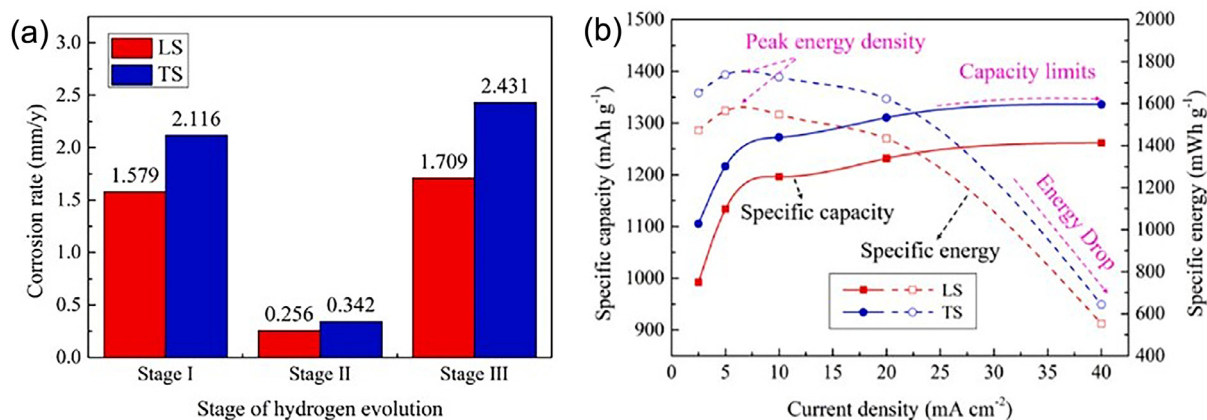 (a)
3.0
2.5
2.0
1.5
1.0
0.5
0.0
Corrosion rate (mm/y)
LS
TS
1.579
2.116
0.256
0.342
1.709
2.431
Stage I
Stage II
Stage III
Stage of hydrogen evolution
(b)
1500
1400
1300
1200
1100
1000
900
Specific capacity (mAh g⁻¹)
Peak energy density
Capacity limits
Specific capacity
Specific energy
Energy Drop
LS
TS
2000
1800
1600
1400
1200
1000
800
600
400
Specific energy (mWh g⁻¹)
0
5
10
15
20
25
30
35
40
Current density (mA cm⁻²)